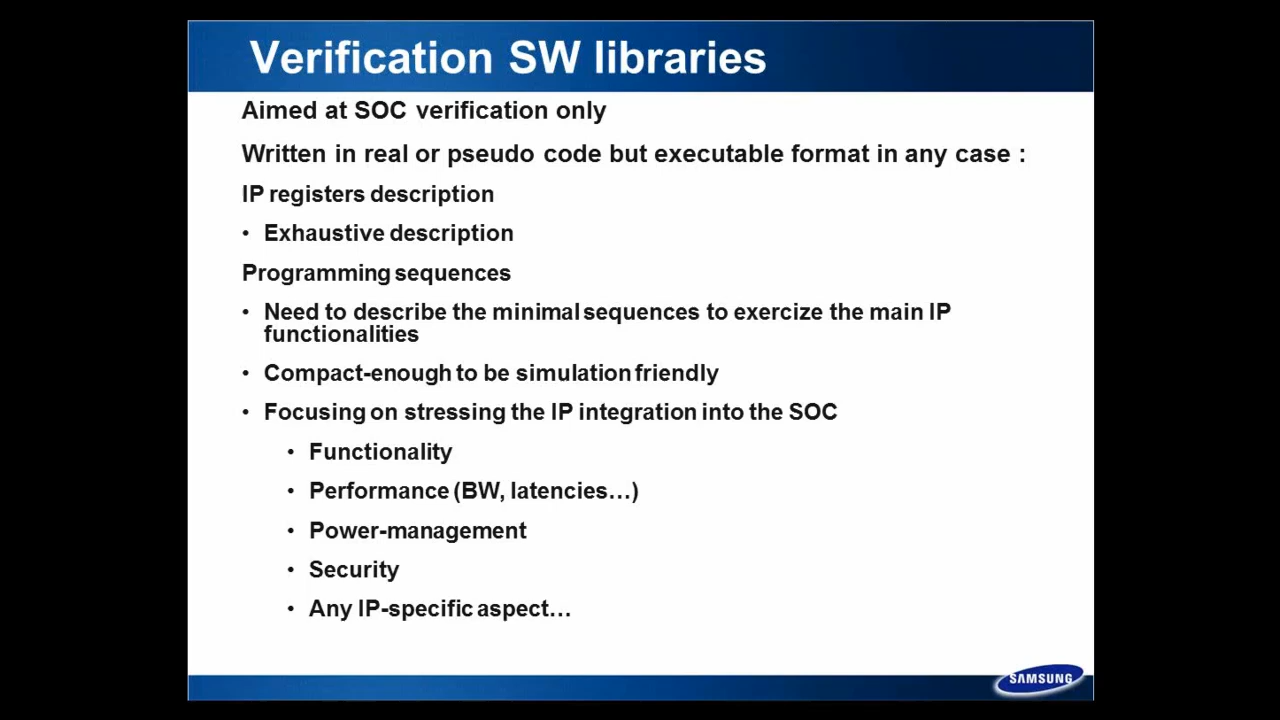 Verification SW libraries
Aimed at SOC verification only
Written in real or pseudo code but executable format in any case :
IP registers description
• Exhaustive description
Programming sequences
• Need to describe the minimal sequences to exercize the main IP
functionalities
• Compact-enough to be simulation friendly
• Focusing on stressing the IP integration into the SOC
• Functionality
• Performance (BW, latencies…)
• Power-management
• Security
• Any IP-specific aspect…
SAMSUNG